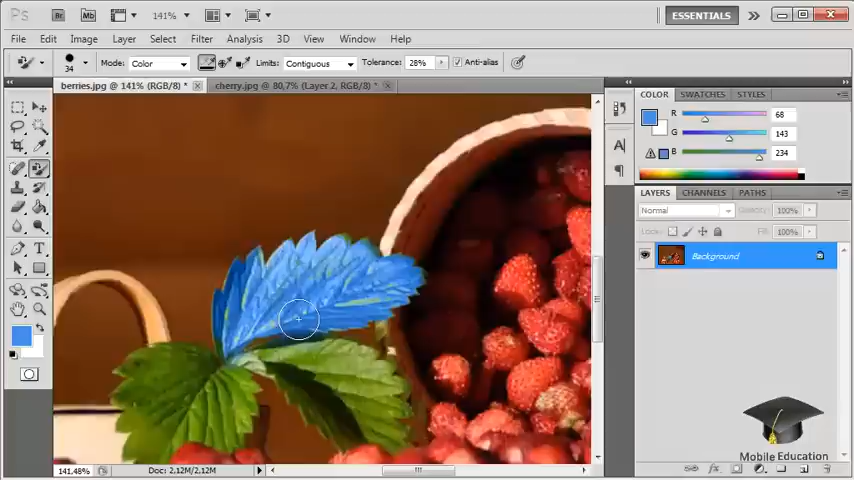 Ps Br Mb 141% ESSENTIALS
File Edit Image Layer Select Filter Analysis 3D View Window Help
34 Mode: Color Limits: Contiguous Tolerance: 28% Anti-alias
berries.jpg @ 141% (RGB/8) * cherry.jpg @ 80,7% (Layer 2, RGB/8) *
COLOR SWATCHES STYLES
R 68
G 143
B 234
LAYERS CHANNELS PATHS
Normal Opacity: 100%
Lock: Fill: 100%
Background
Mobile Education
141.48% Doc: 2,12M/2,12M